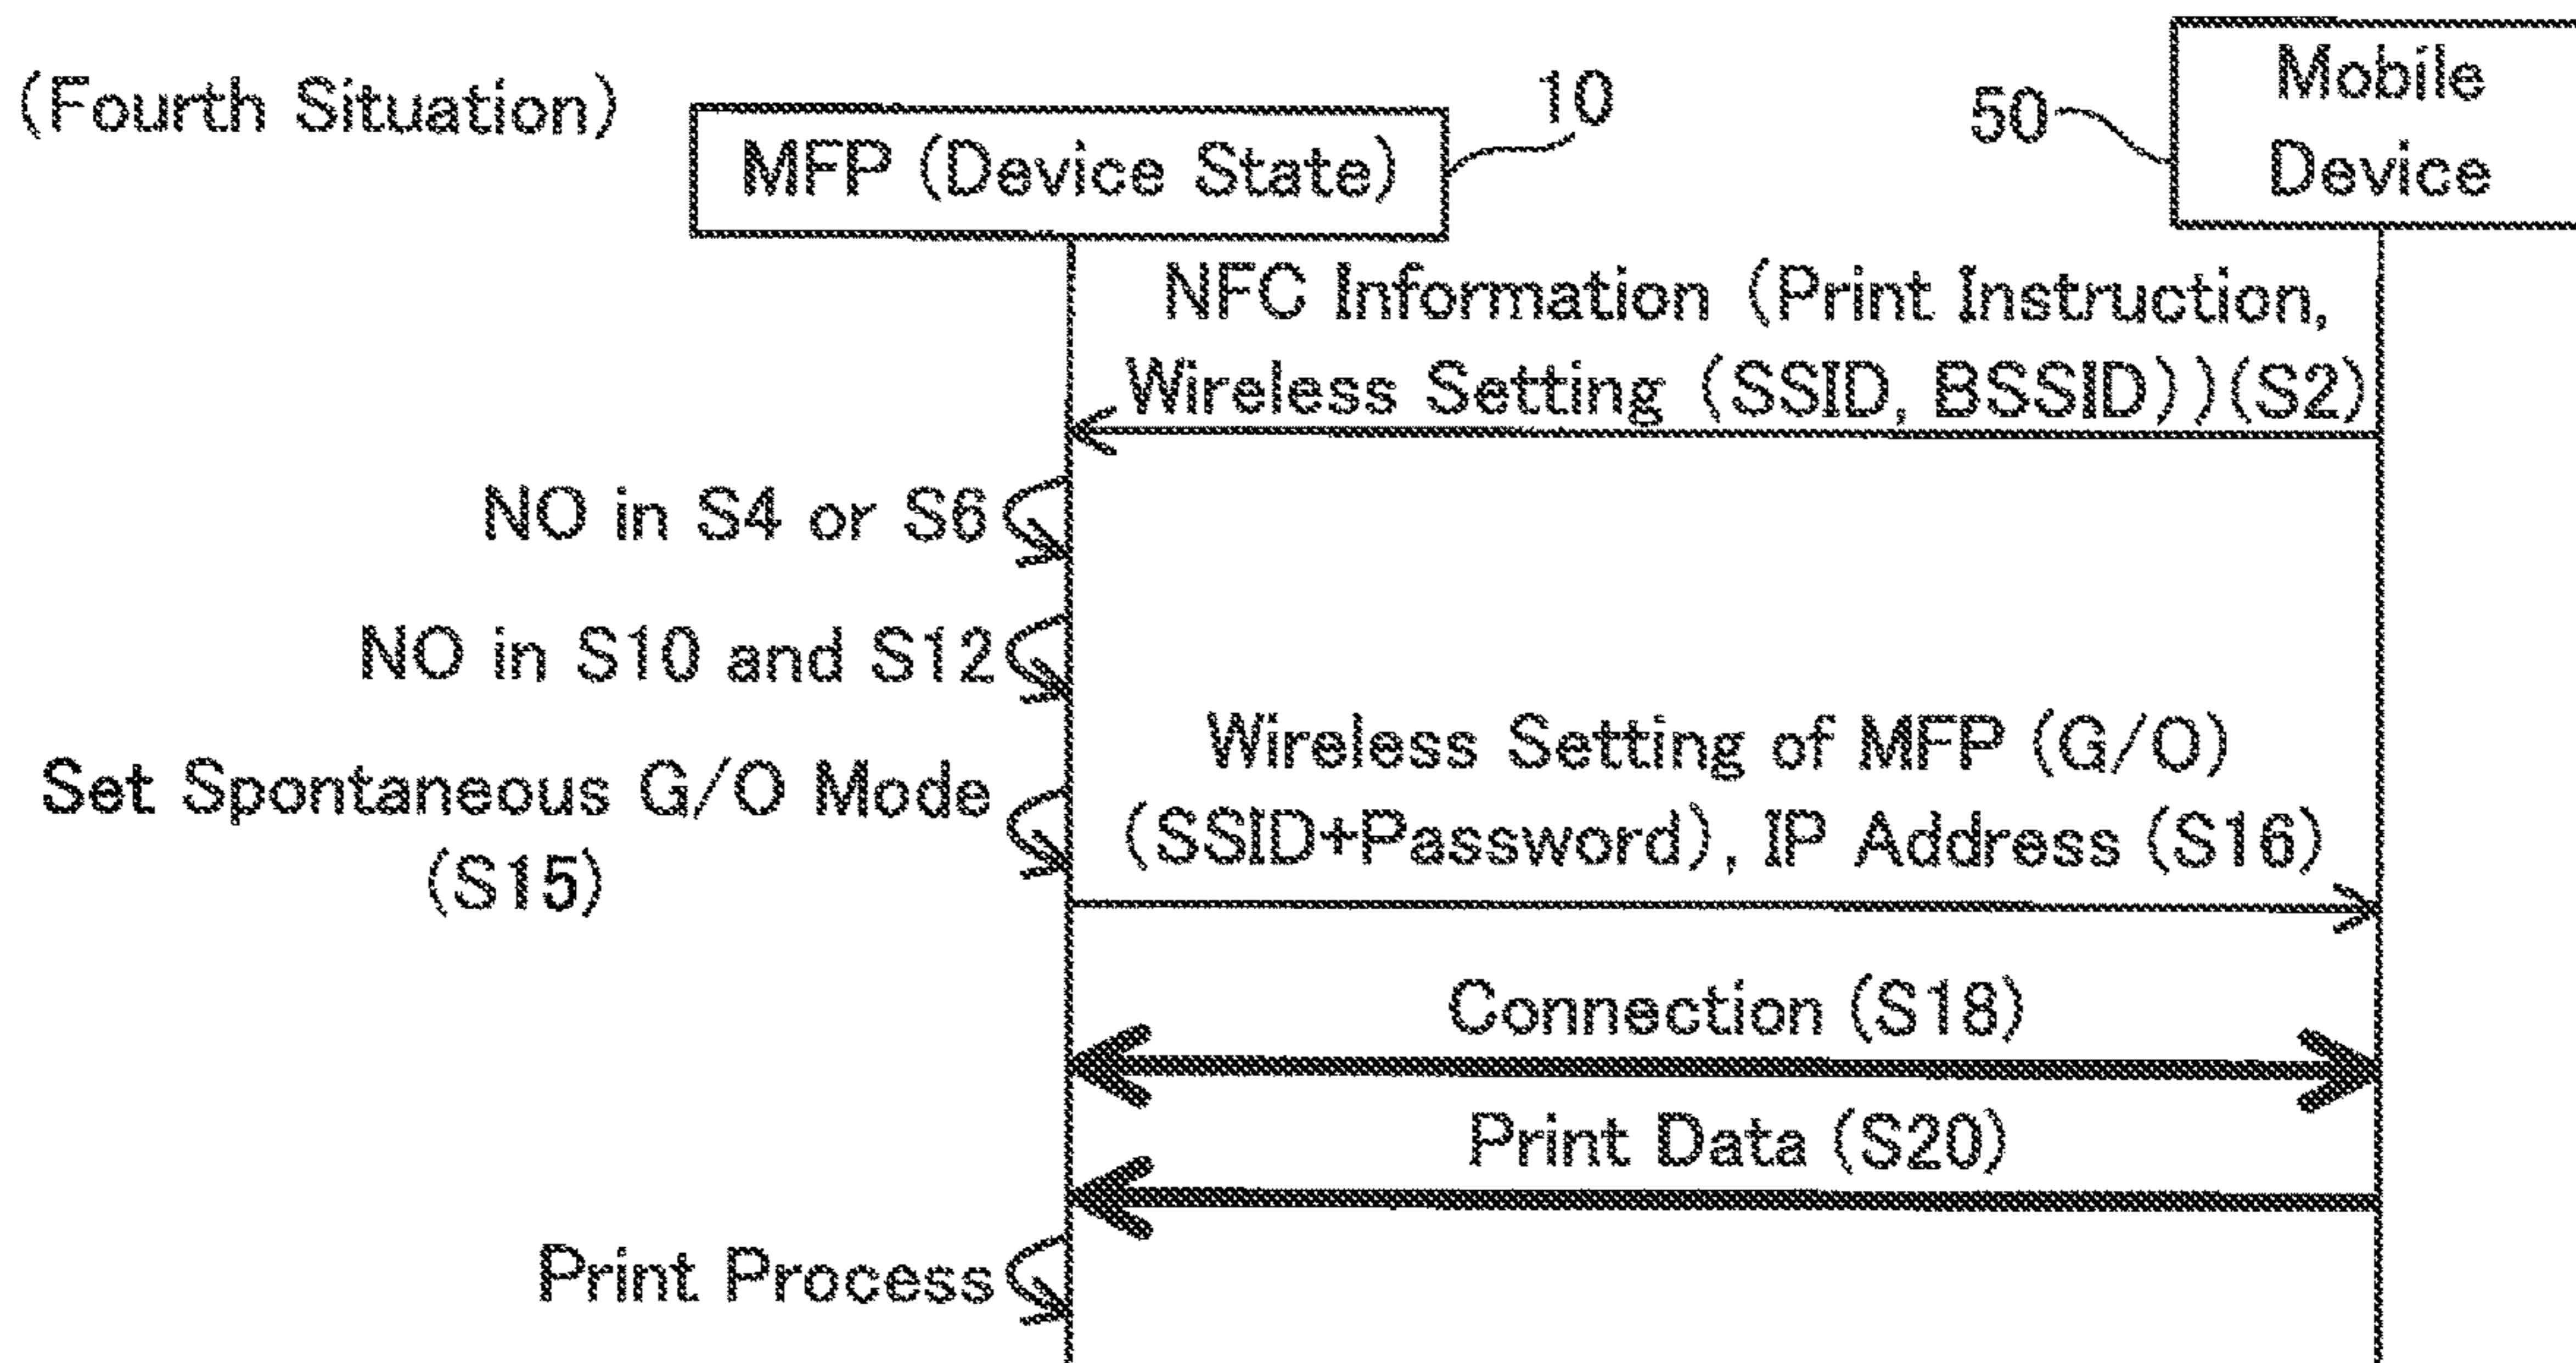 (Fourth Situation)
MFP (Device State)
10
50
Mobile
Device
NFC Information (Print Instruction,
Wireless Setting (SSID, BSSID))(S2)
NO in S4 or S6
NO in S10 and S12
Set Spontaneous G/O Mode
(S15)
Wireless Setting of MFP (G/O)
(SSID+Password), IP Address (S16)
Connection (S18)
Print Data (S20)
Print Process